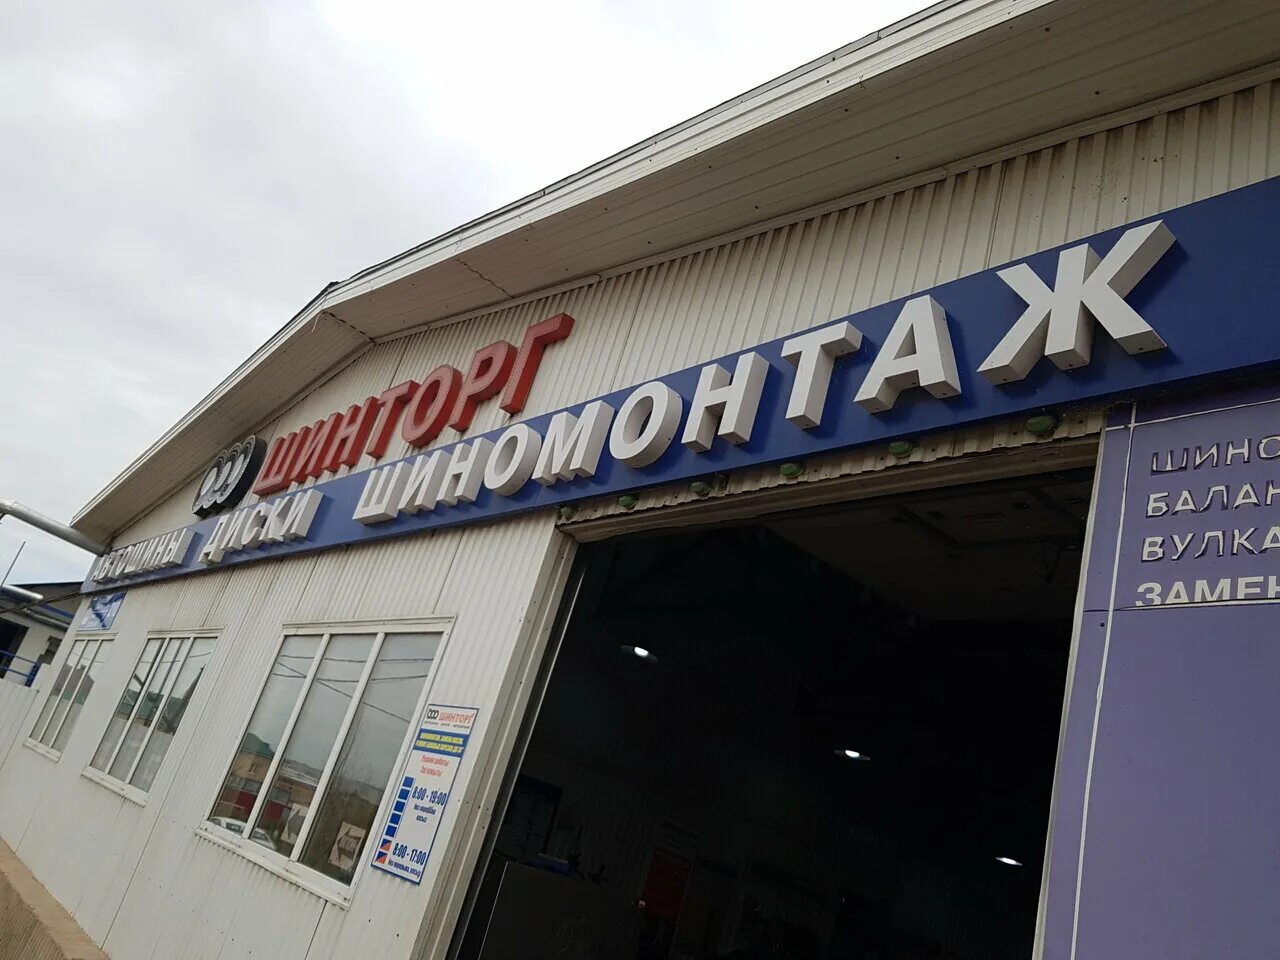 ШИНТОРГ
АВТОШИНЫ ДИСКИ ШИНОМОНТАЖ
ШИНО
БАЛАН
ВУЛКА
ЗАМЕН
ШИНТОРГ
8:00 - 19:00
8:00 - 17:00